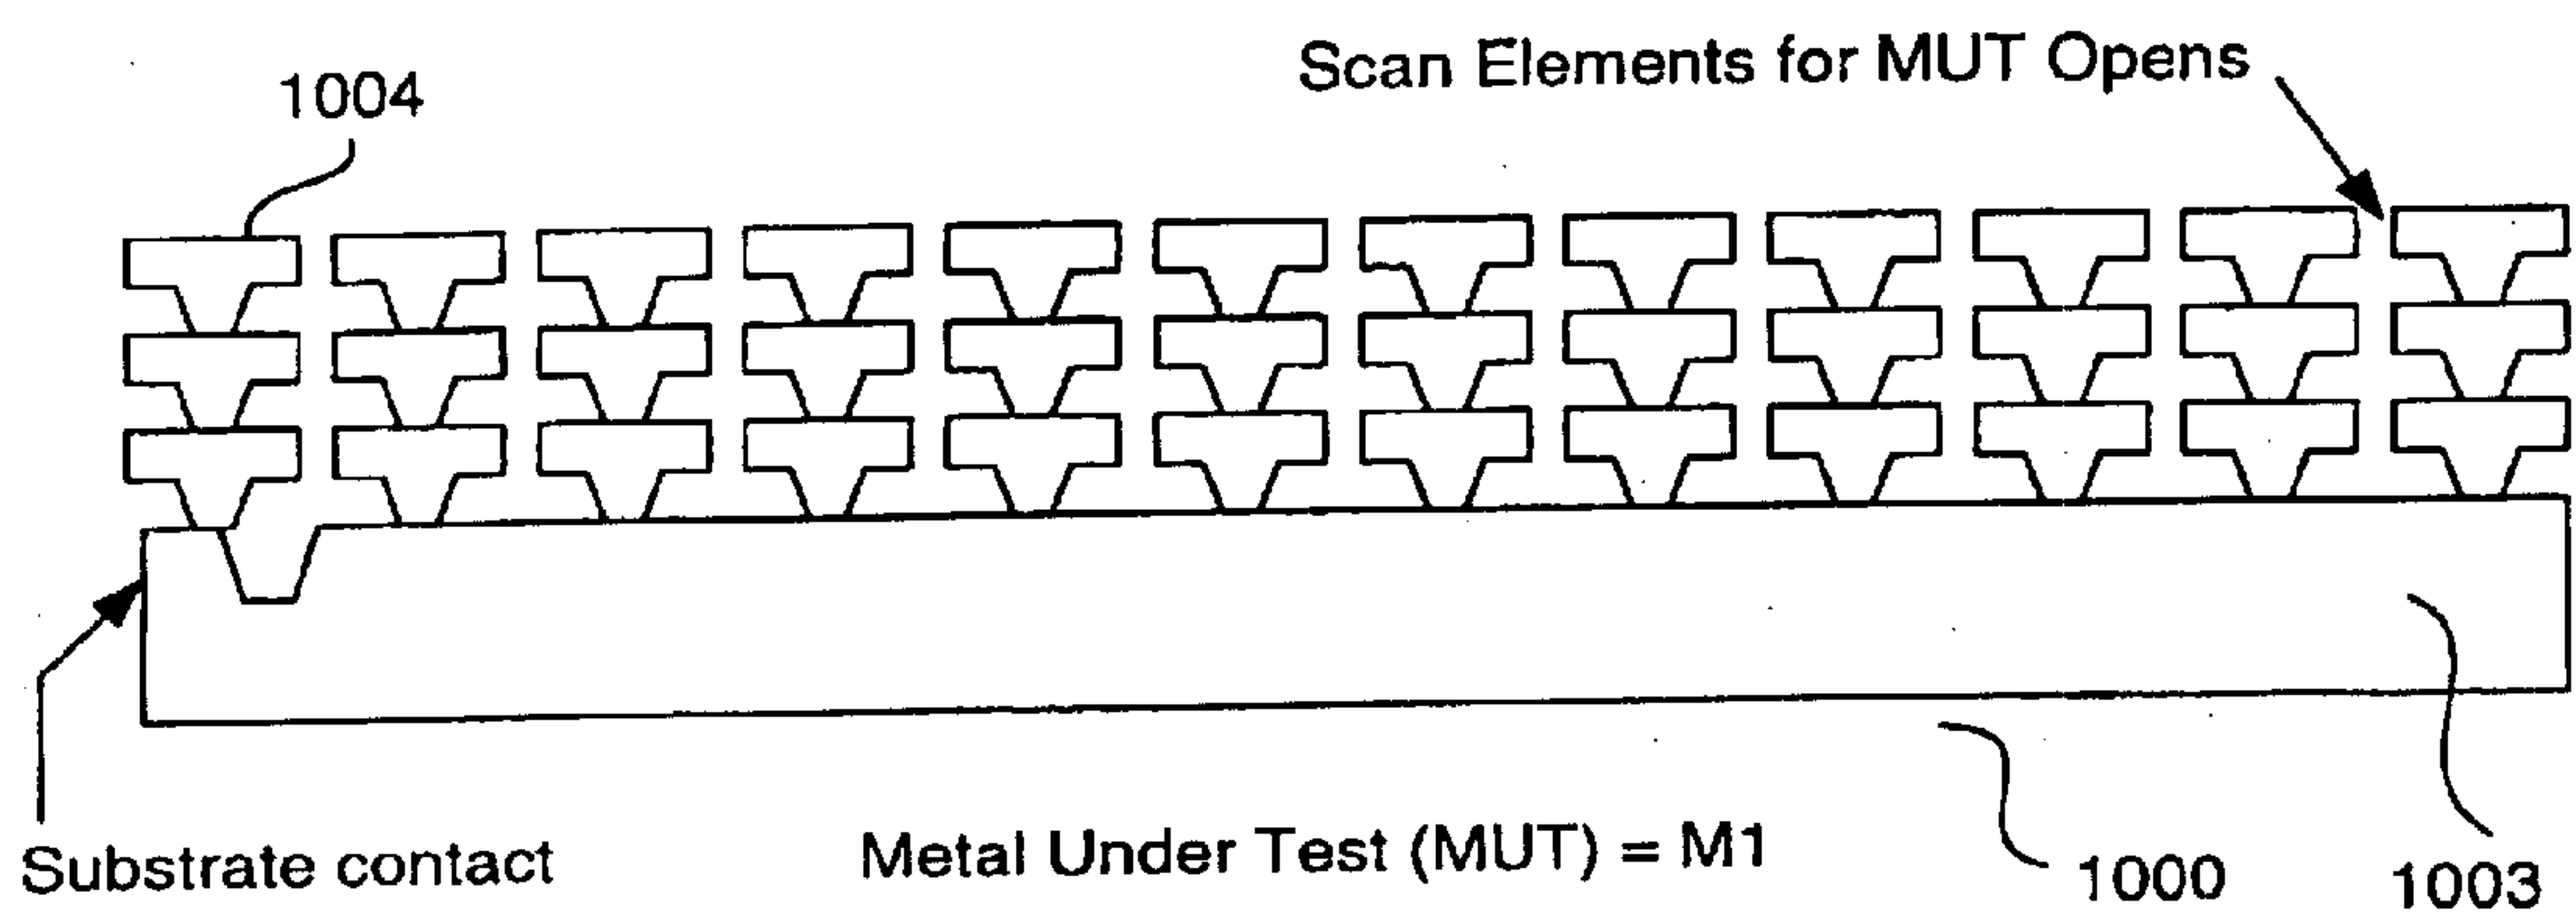 Scan Elements for MUT Opens
1004
Substrate contact
Metal Under Test (MUT) = M1
1000
1003